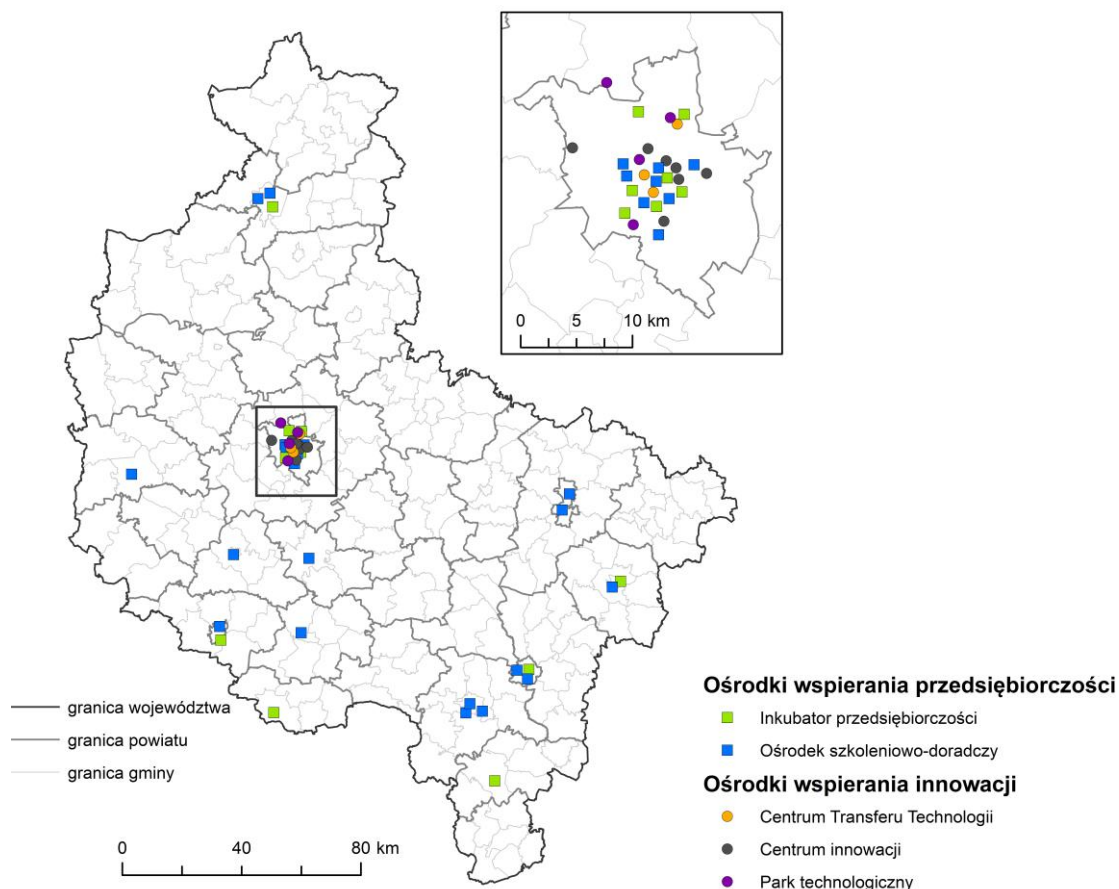 0 5 10 km
granica województwa
granica powiatu
granica gminy
0 40 80 km
Ośrodki wspierania przedsiębiorczości
Inkubator przedsiębiorczości
Ośrodek szkoleniowo-doradczy
Ośrodki wspierania innowacji
Centrum Transferu Technologii
Centrum innowacji
Park technologiczny